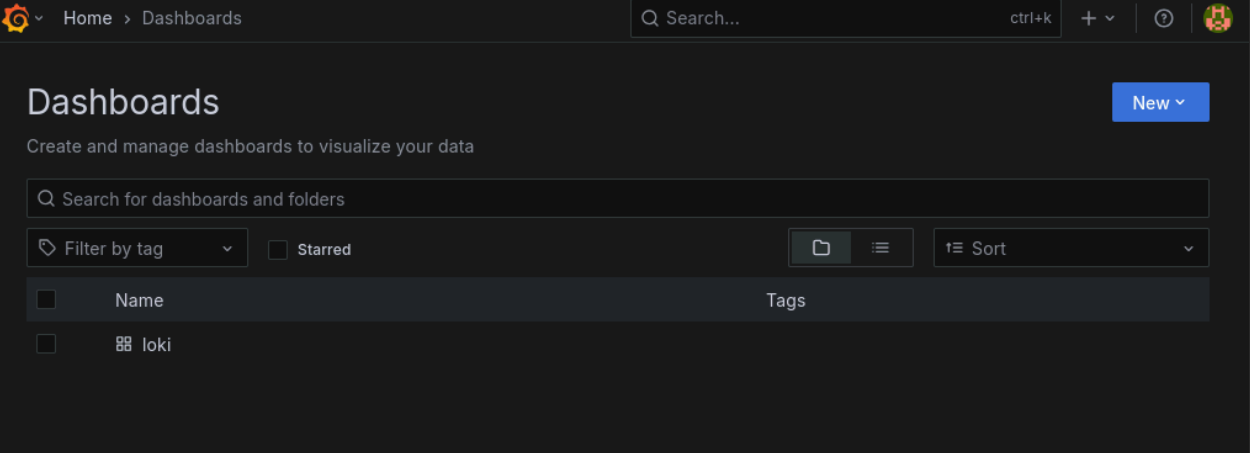 Home › Dashboards Search... ctrl+k
Dashboards
New
Create and manage dashboards to visualize your data
Search for dashboards and folders
Filter by tag Starred Sort
Name Tags
loki